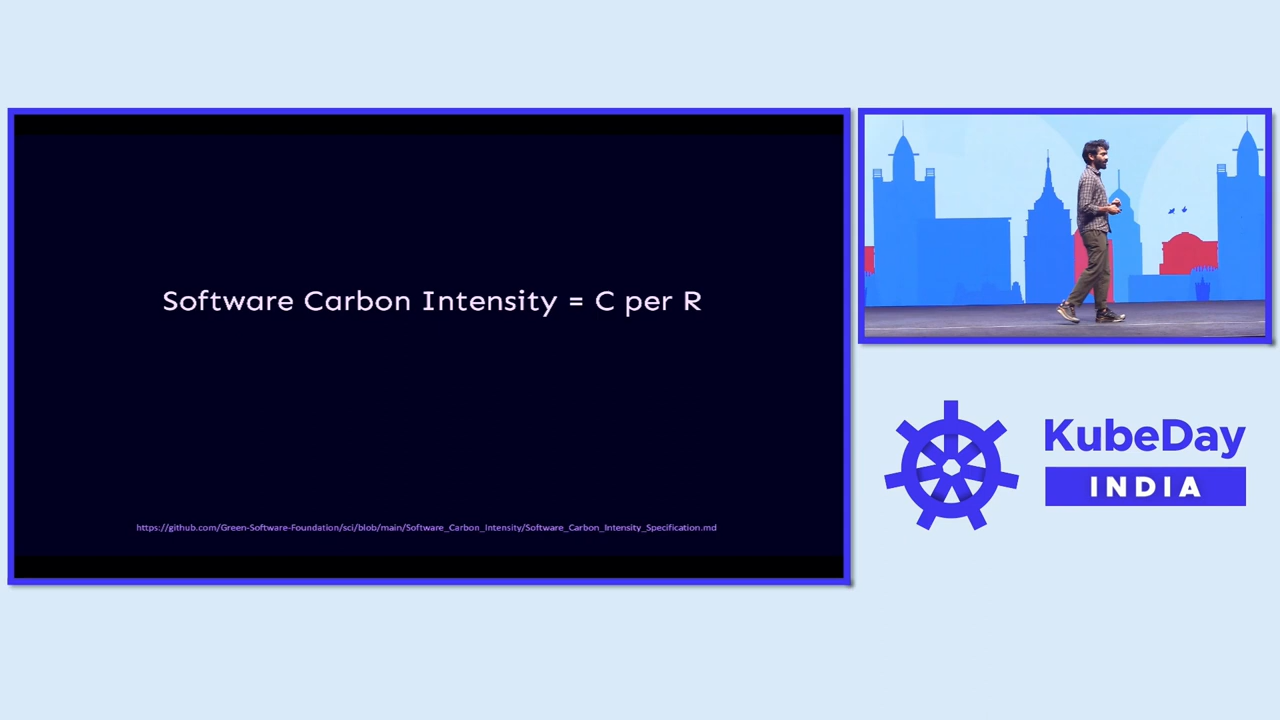 Software Carbon Intensity = C per R
https://github.com/Green-Software-Foundation/sci/blob/main/Software_Carbon_Intensity/Software_Carbon_Intensity_Specification.md
KubeDay
INDIA